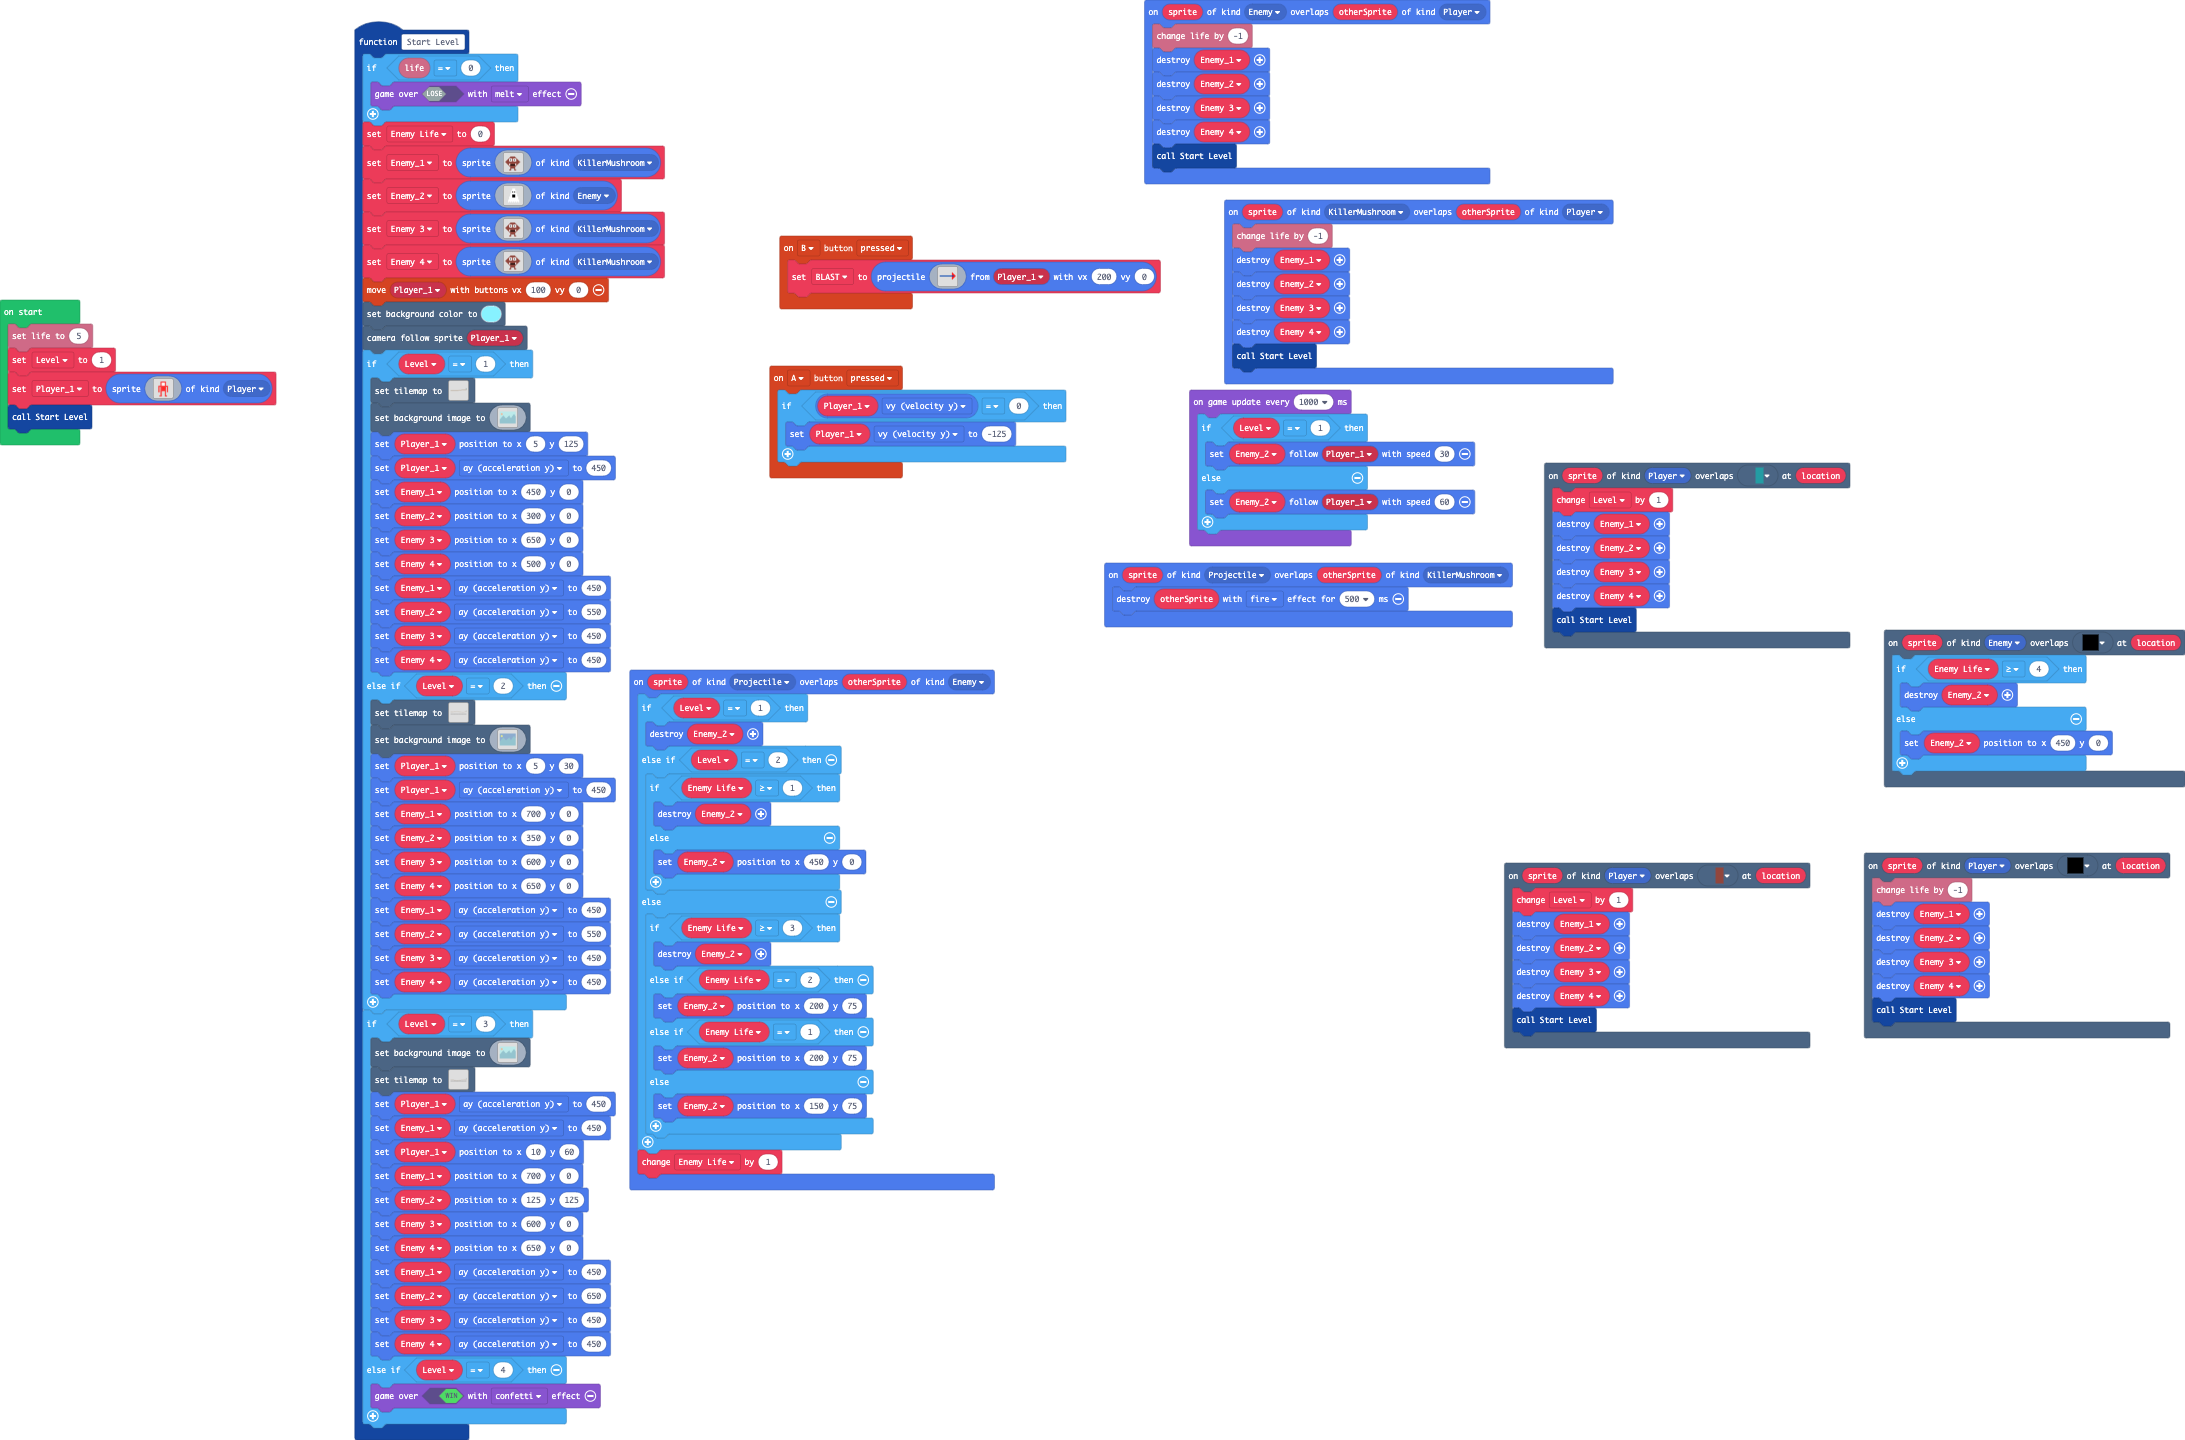 on start
set life to 5
set Level to 1
set Player_1 to sprite of kind Player
call Start Level
function Start Level
if life = 0 then
game over LOSE with melt effect
set Enemy Life to 0
set Enemy_1 to sprite of kind KillerMushroom
set Enemy_2 to sprite of kind Enemy
set Enemy 3 to sprite of kind KillerMushroom
set Enemy 4 to sprite of kind KillerMushroom
move Player_1 with buttons vx 100 vy 0
set background color to
camera follow sprite Player_1
if Level = 1 then
set tilemap to
set background image to
set Player_1 position to x 5 y 125
set Player_1 ay (acceleration y) to 450
set Enemy_1 position to x 450 y 0
set Enemy_2 position to x 300 y 0
set Enemy 3 position to x 650 y 0
set Enemy 4 position to x 500 y 0
set Enemy_1 ay (acceleration y) to 450
set Enemy_2 ay (acceleration y) to 550
set Enemy 3 ay (acceleration y) to 450
set Enemy 4 ay (acceleration y) to 450
else if Level = 2 then
set tilemap to
set background image to
set Player_1 position to x 5 y 30
set Player_1 ay (acceleration y) to 450
set Enemy_1 position to x 700 y 0
set Enemy_2 position to x 350 y 0
set Enemy 3 position to x 600 y 0
set Enemy 4 position to x 650 y 0
set Enemy_1 ay (acceleration y) to 450
set Enemy_2 ay (acceleration y) to 550
set Enemy 3 ay (acceleration y) to 450
set Enemy 4 ay (acceleration y) to 450
if Level = 3 then
set background image to
set tilemap to
set Player_1 ay (acceleration y) to 450
set Enemy_1 ay (acceleration y) to 450
set Player_1 position to x 10 y 60
set Enemy_1 position to x 700 y 0
set Enemy_2 position to x 125 y 125
set Enemy 3 position to x 600 y 0
set Enemy 4 position to x 650 y 0
set Enemy_1 ay (acceleration y) to 450
set Enemy_2 ay (acceleration y) to 650
set Enemy 3 ay (acceleration y) to 450
set Enemy 4 ay (acceleration y) to 450
else if Level = 4 then
game over WIN with confetti effect
on B button pressed
set BLAST to projectile from Player_1 with vx 200 vy 0
on A button pressed
if Player_1 vy (velocity y) = 0 then
set Player_1 vy (velocity y) to -125
on sprite of kind Projectile overlaps otherSprite of kind Enemy
if Level = 1 then
destroy Enemy_2
else if Level = 2 then
if Enemy Life ≥ 1 then
destroy Enemy_2
else
set Enemy_2 position to x 450 y 0
else
if Enemy Life ≥ 3 then
destroy Enemy_2
else if Enemy Life = 2 then
set Enemy_2 position to x 200 y 75
else if Enemy Life = 1 then
set Enemy_2 position to x 200 y 75
else
set Enemy_2 position to x 150 y 75
change Enemy Life by 1
on sprite of kind Enemy overlaps otherSprite of kind Player
change life by -1
destroy Enemy_1
destroy Enemy_2
destroy Enemy 3
destroy Enemy 4
call Start Level
on sprite of kind KillerMushroom overlaps otherSprite of kind Player
change life by -1
destroy Enemy_1
destroy Enemy_2
destroy Enemy 3
destroy Enemy 4
call Start Level
on game update every 1000 ms
if Level = 1 then
set Enemy_2 follow Player_1 with speed 30
else
set Enemy_2 follow Player_1 with speed 60
on sprite of kind Projectile overlaps otherSprite of kind KillerMushroom
destroy otherSprite with fire effect for 500 ms
on sprite of kind Player overlaps at location
change Level by 1
destroy Enemy_1
destroy Enemy_2
destroy Enemy 3
destroy Enemy 4
call Start Level
on sprite of kind Enemy overlaps at location
if Enemy Life ≥ 4 then
destroy Enemy_2
else
set Enemy_2 position to x 450 y 0
on sprite of kind Player overlaps at location
change Level by 1
destroy Enemy_1
destroy Enemy_2
destroy Enemy 3
destroy Enemy 4
call Start Level
on sprite of kind Player overlaps at location
change life by -1
destroy Enemy_1
destroy Enemy_2
destroy Enemy 3
destroy Enemy 4
call Start Level